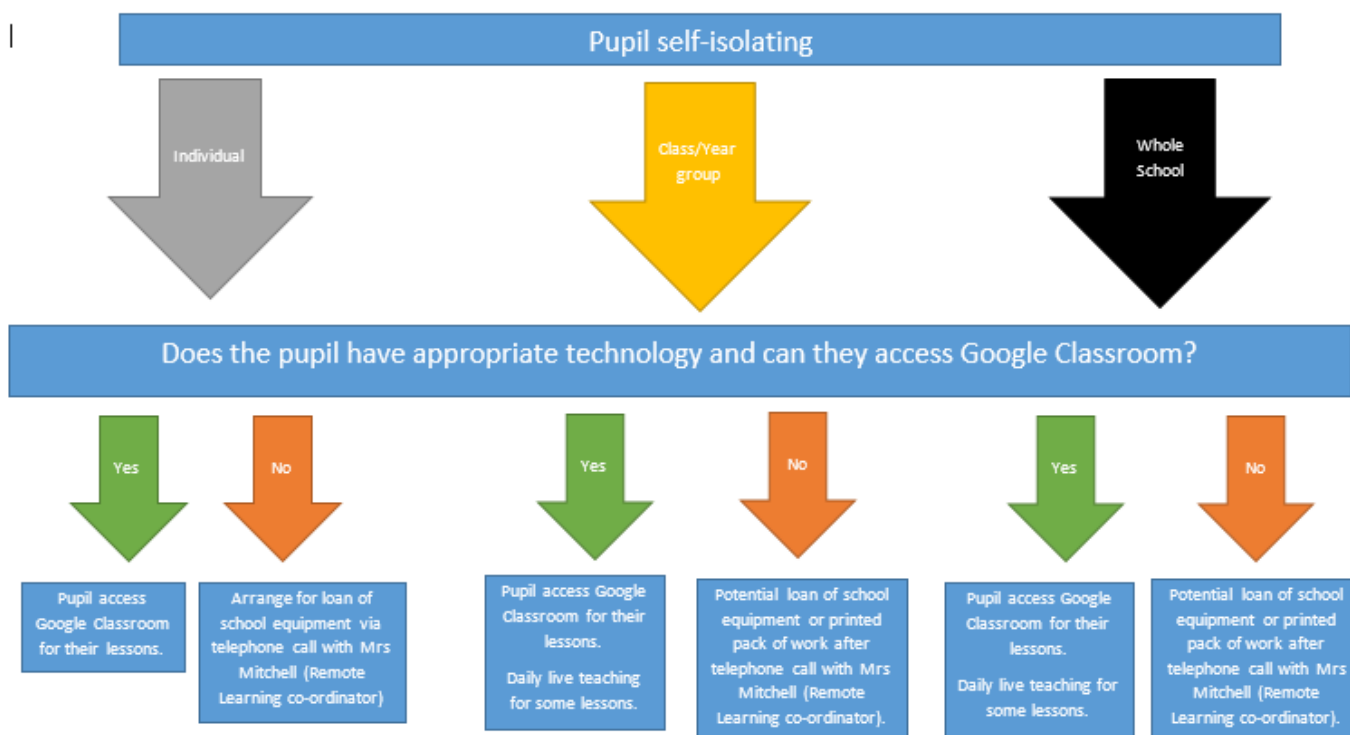 Pupil self-isolating
Individual
Class/Year
group
Whole
School
Does the pupil have appropriate technology and can they access Google Classroom?
Yes
No
Yes
No
Yes
No
Pupil access
Google Classroom
for their lessons.
Arrange for loan of
school equipment via
telephone call with Mrs
Mitchell (Remote
Learning co-ordinator)
Pupil access Google
Classroom for their
lessons.
Daily live teaching
for some lessons.
Potential loan of school
equipment or printed
pack of work after
telephone call with Mrs
Mitchell (Remote
Learning co-ordinator).
Pupil access Google
Classroom for their
lessons.
Daily live teaching for
some lessons.
Potential loan of school
equipment or printed
pack of work after
telephone call with Mrs
Mitchell (Remote
Learning co-ordinator).